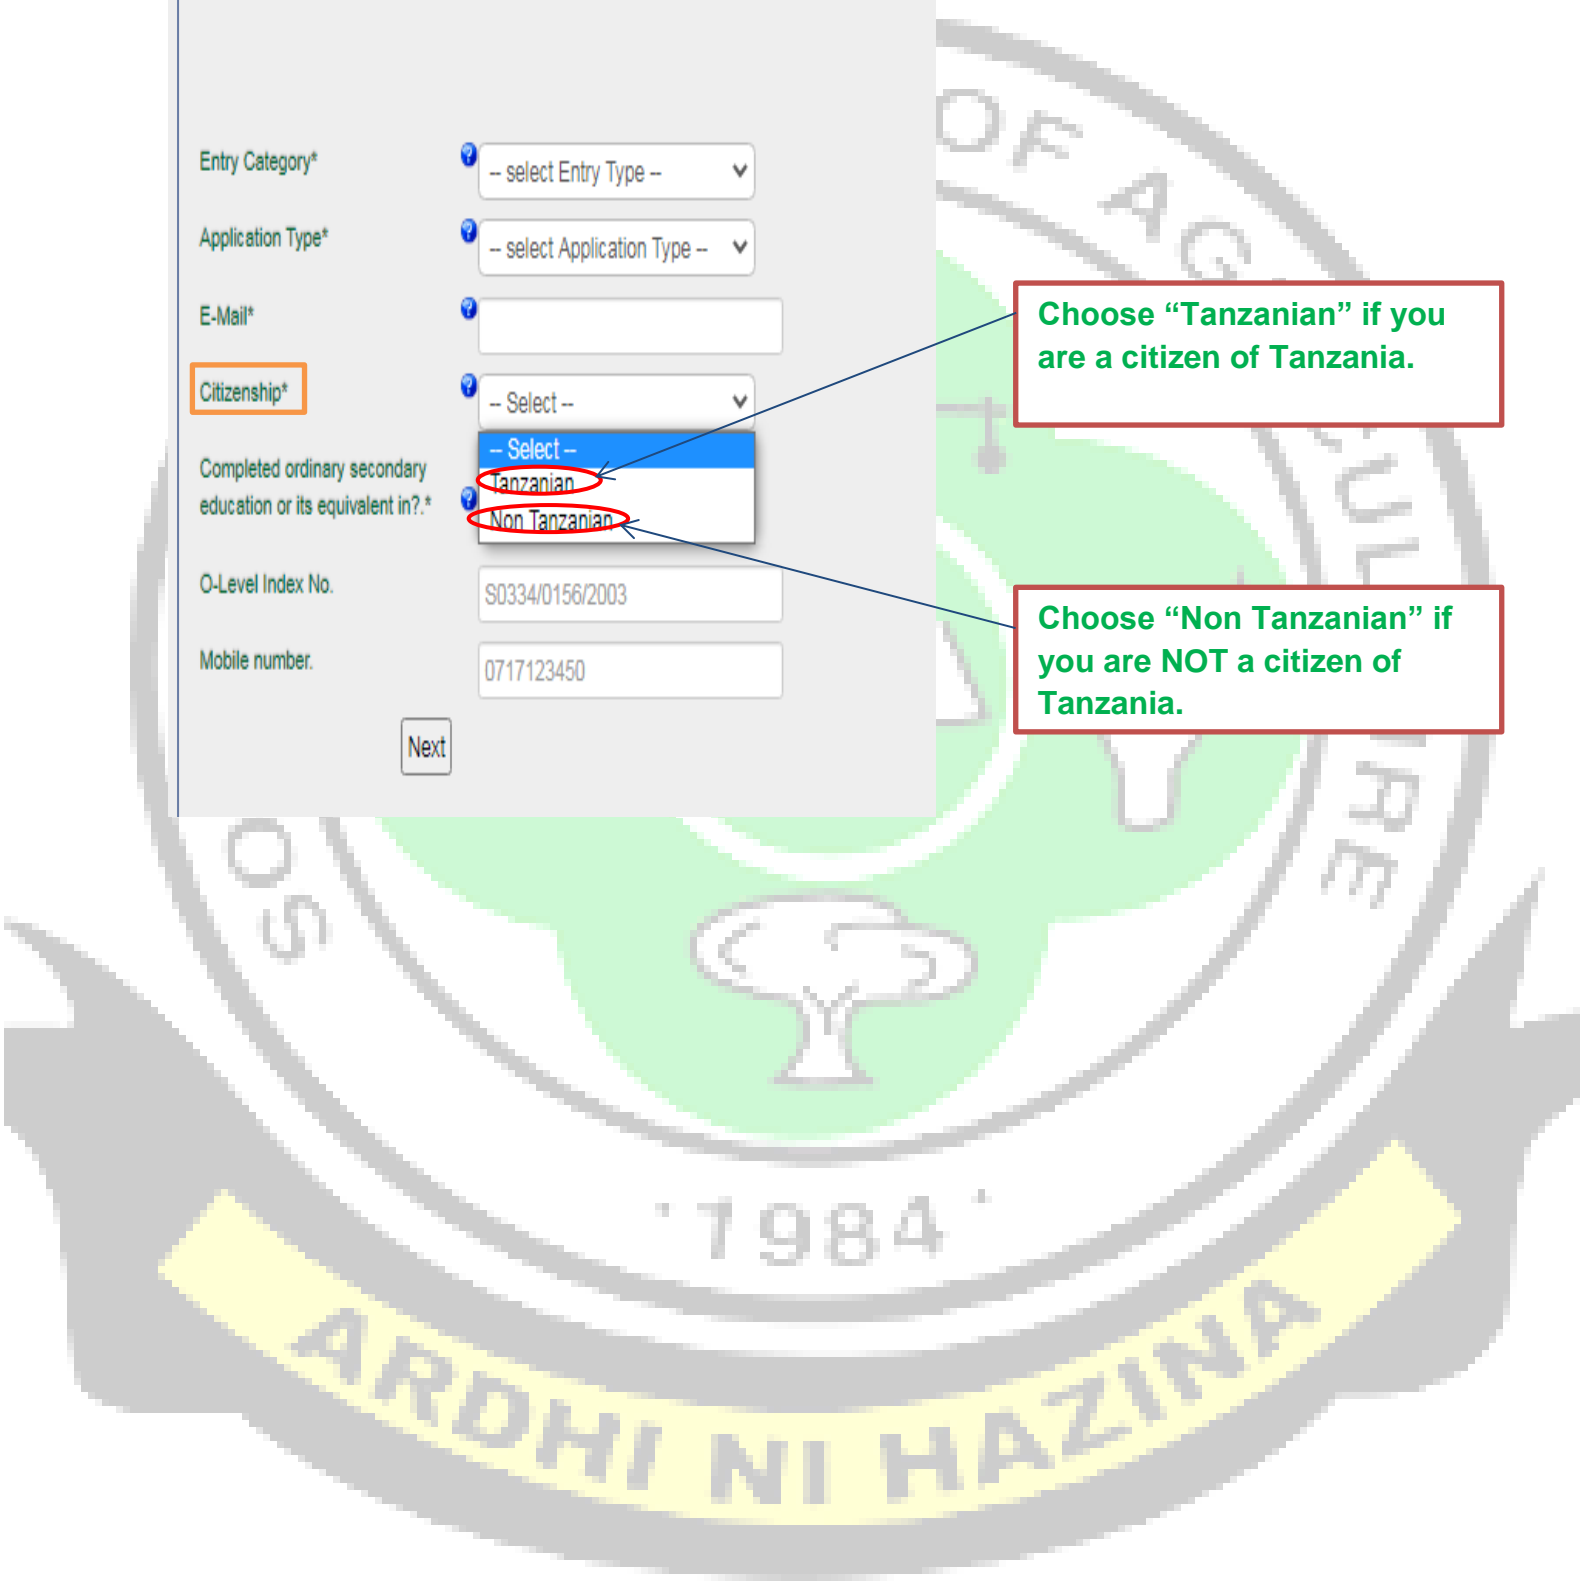 Entry Category*
-- select Entry Type --
Application Type*
-- select Application Type --
E-Mail*
Citizenship*
-- Select --
-- Select --
Tanzanian
Non Tanzanian
Completed ordinary secondary
education or its equivalent in?.*
O-Level Index No.
S0334/0156/2003
Mobile number.
0717123450
Next
Choose “Tanzanian” if you
are a citizen of Tanzania.
Choose “Non Tanzanian” if
you are NOT a citizen of
Tanzania.
OF
1984
ARDHI NI HAZINA